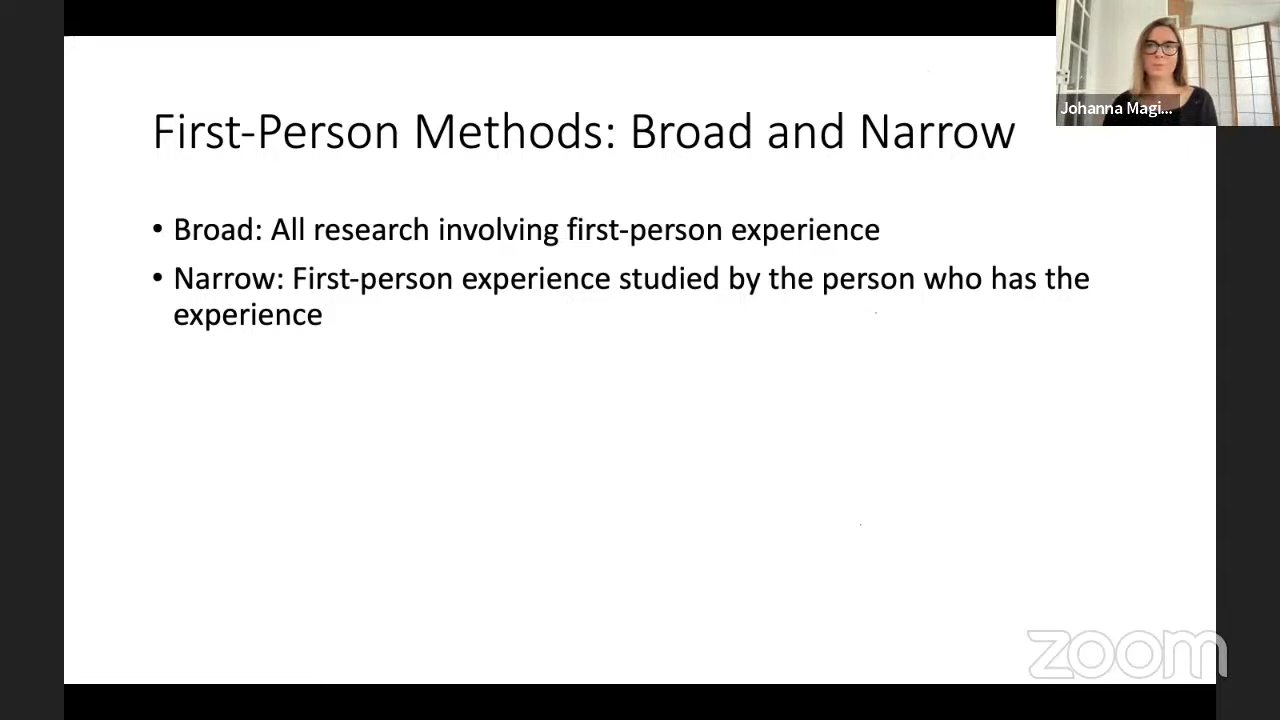 First-Person Methods: Broad and Narrow
• Broad: All research involving first-person experience
• Narrow: First-person experience studied by the person who has the
experience
Johanna Magi...
zoom